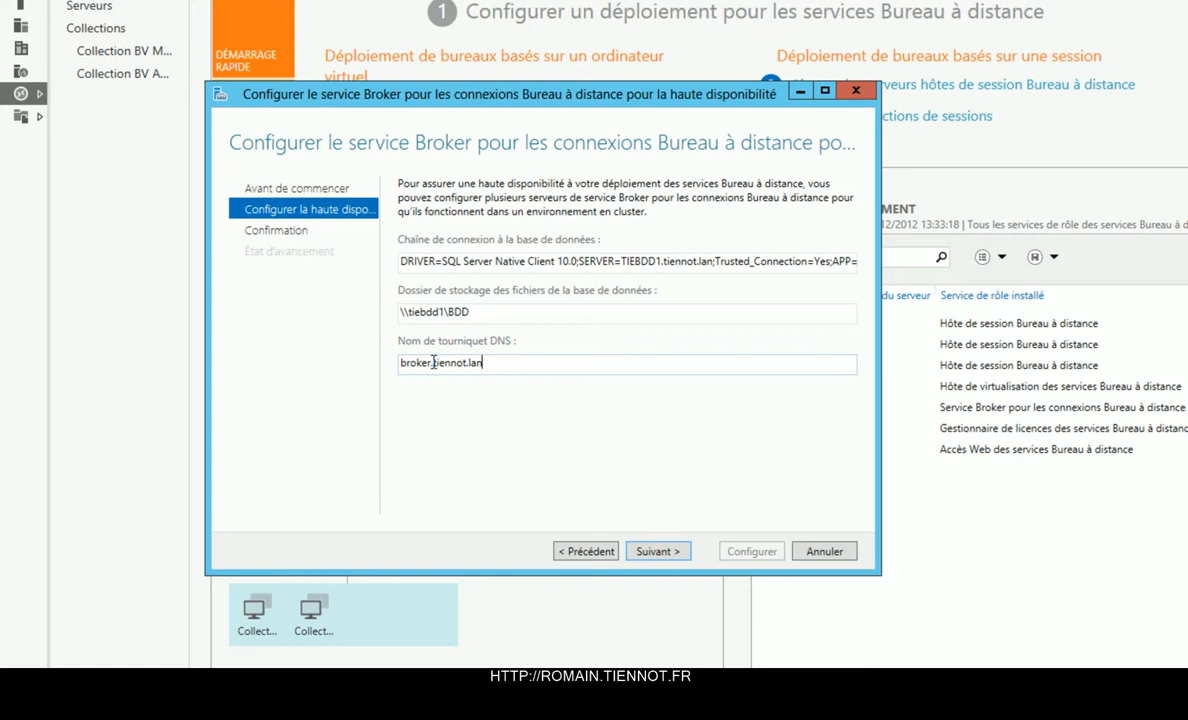 Serveurs
Collections
Collection BV M...
Collection BV A...
DÉMARRAGE
RAPIDE
1 Configurer un déploiement pour les services Bureau à distance
Déploiement de bureaux basés sur un ordinateur
virtuel
Déploiement de bureaux basés sur une session
erveurs hôtes de session Bureau à distance
ctions de sessions
Configurer le service Broker pour les connexions Bureau à distance pour la haute disponibilité
Configurer le service Broker pour les connexions Bureau à distance po...
Avant de commencer
Configurer la haute dispo...
Confirmation
État d'avancement
Pour assurer une haute disponibilité à votre déploiement des services Bureau à distance, vous
pouvez configurer plusieurs serveurs de service Broker pour les connexions Bureau à distance pour
qu'ils fonctionnent dans un environnement en cluster.
Chaîne de connexion à la base de données :
DRIVER=SQL Server Native Client 10.0;SERVER=TIEBDD1.tiennot.lan;Trusted_Connection=Yes;APP=
Dossier de stockage des fichiers de la base de données :
\\tiebdd1\BDD
Nom de tourniquet DNS :
broker.tiennot.lan
< Précédent
Suivant >
Configurer
Annuler
MENT
12/2012 13:33:18 | Tous les services de rôle des services Bureau à d
du serveur
Service de rôle installé
Hôte de session Bureau à distance
Hôte de session Bureau à distance
Hôte de session Bureau à distance
Hôte de virtualisation des services Bureau à distance
Service Broker pour les connexions Bureau à distance
Gestionnaire de licences des services Bureau à distanc
Accès Web des services Bureau à distance
Collect...
Collect...
HTTP://ROMAIN.TIENNOT.FR